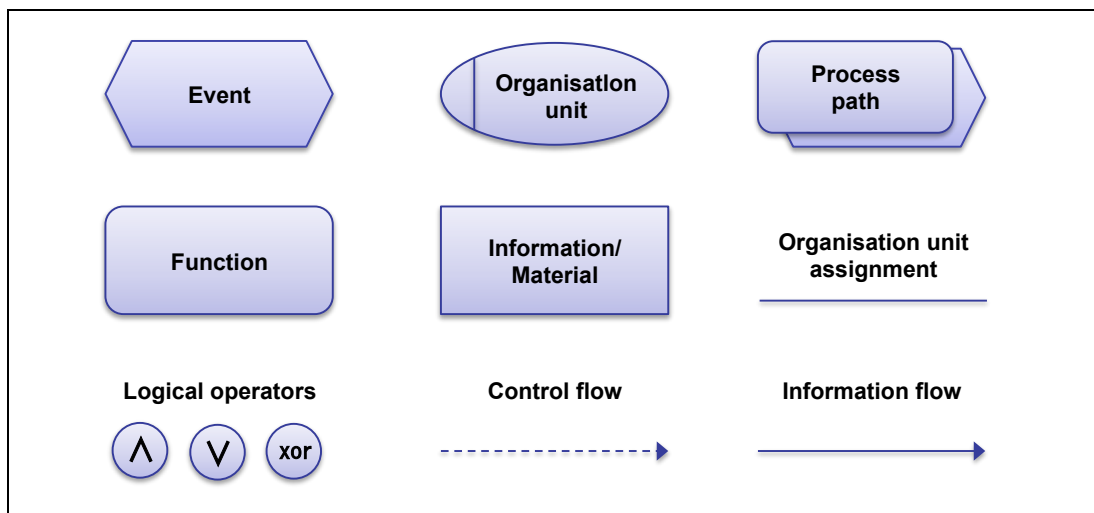 Event
Organisatlon
unit
Process
path
Function
Information/
Material
Organisation unit
assignment
Logical operators
Control flow
Information flow
∧ ∨ xor